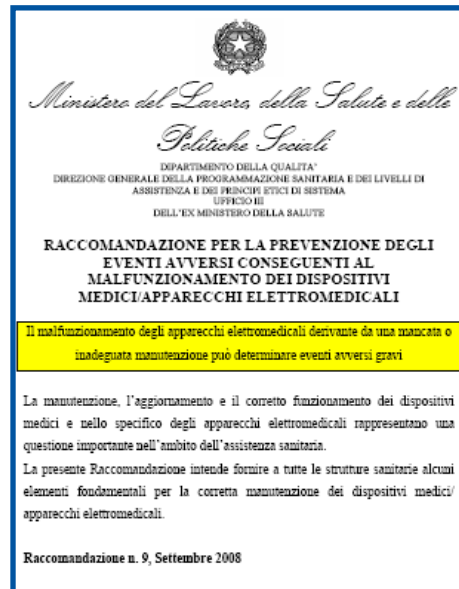 Ministero del Lavoro, della Salute e delle
Politiche Sociali
DIPARTIMENTO DELLA QUALITA'
DIREZIONE GENERALE DELLA PROGRAMMAZIONE SANITARIA E DEI LIVELLI DI
ASSISTENZA E DEI PRINCIPI ETICI DI SISTEMA
UFFICIO III
DELL'EX MINISTERO DELLA SALUTE
RACCOMANDAZIONE PER LA PREVENZIONE DEGLI
EVENTI AVVERSI CONSEGUENTI AL
MALFUNZIONAMENTO DEI DISPOSITIVI
MEDICI/APPARECCHI ELETTROMEDICALI
Il malfunzionamento degli apparecchi elettromedicali derivante da una mancata o
inadeguata manutenzione può determinare eventi avversi gravi
La manutenzione, l'aggiornamento e il corretto funzionamento dei dispositivi
medici e nello specifico degli apparecchi elettromedicali rappresentano una
questione importante nell'ambito dell'assistenza sanitaria.
La presente Raccomandazione intende fornire a tutte le strutture sanitarie alcuni
elementi fondamentali per la corretta manutenzione dei dispositivi medici/
apparecchi elettromedicali.
Raccomandazione n. 9, Settembre 2008